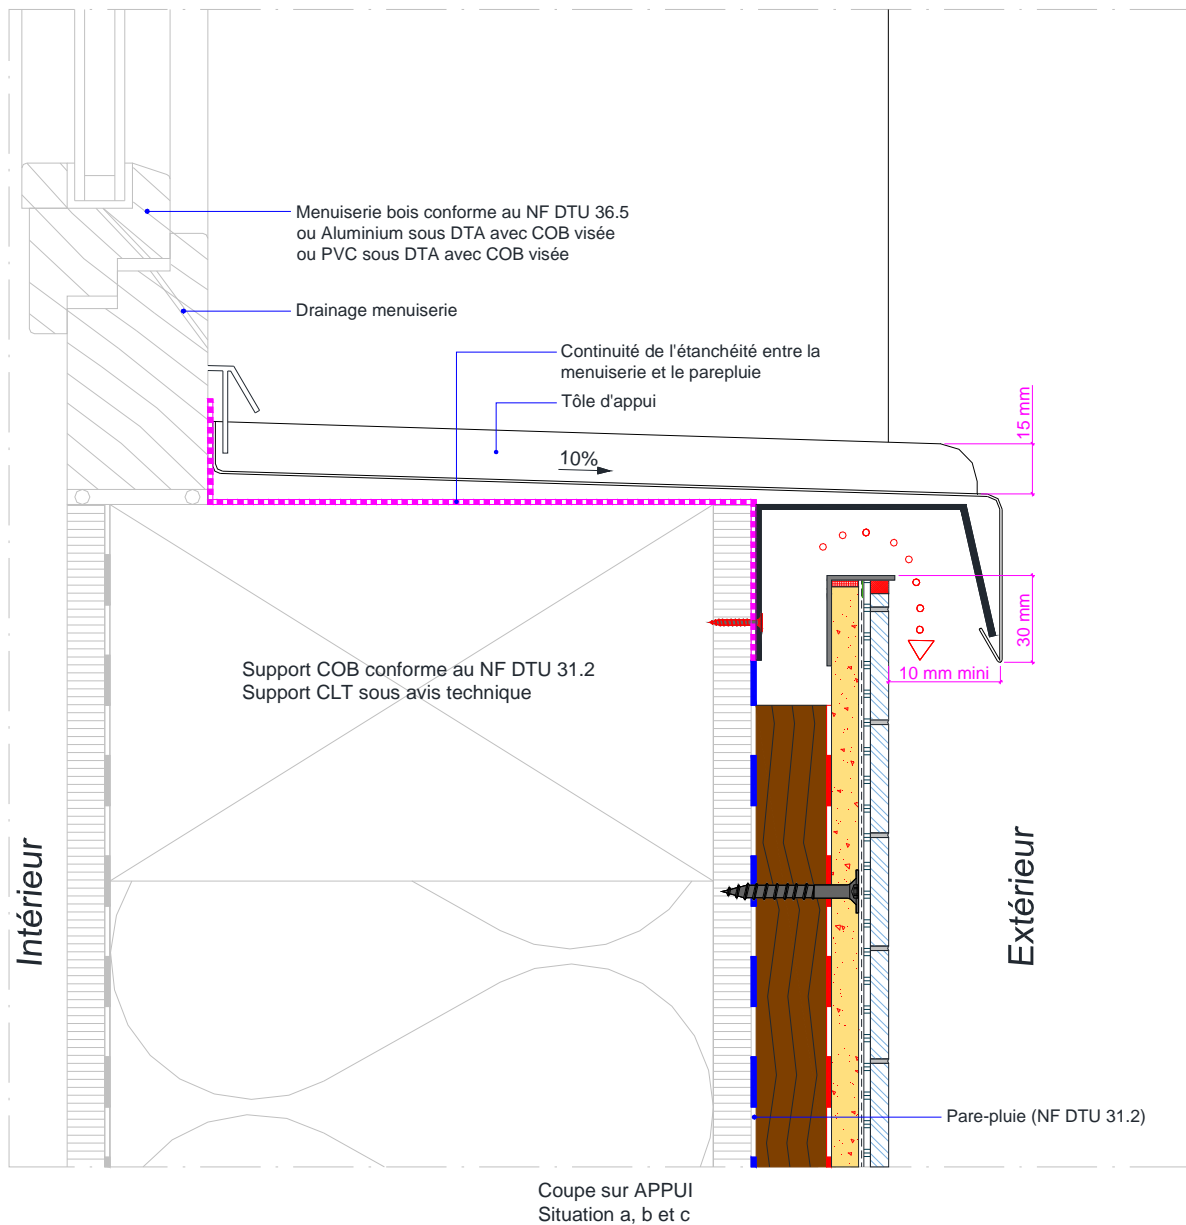 Menuiserie bois conforme au NF DTU 36.5
ou Aluminium sous DTA avec COB visée
ou PVC sous DTA avec COB visée
Drainage menuiserie
Continuité de l'étanchéité entre la
menuiserie et le parepluie
Tôle d'appui
15 mm
10%
30 mm
10 mm mini
Support COB conforme au NF DTU 31.2
Support CLT sous avis technique
Intérieur
Extérieur
Pare-pluie (NF DTU 31.2)
Coupe sur APPUI
Situation a, b et c